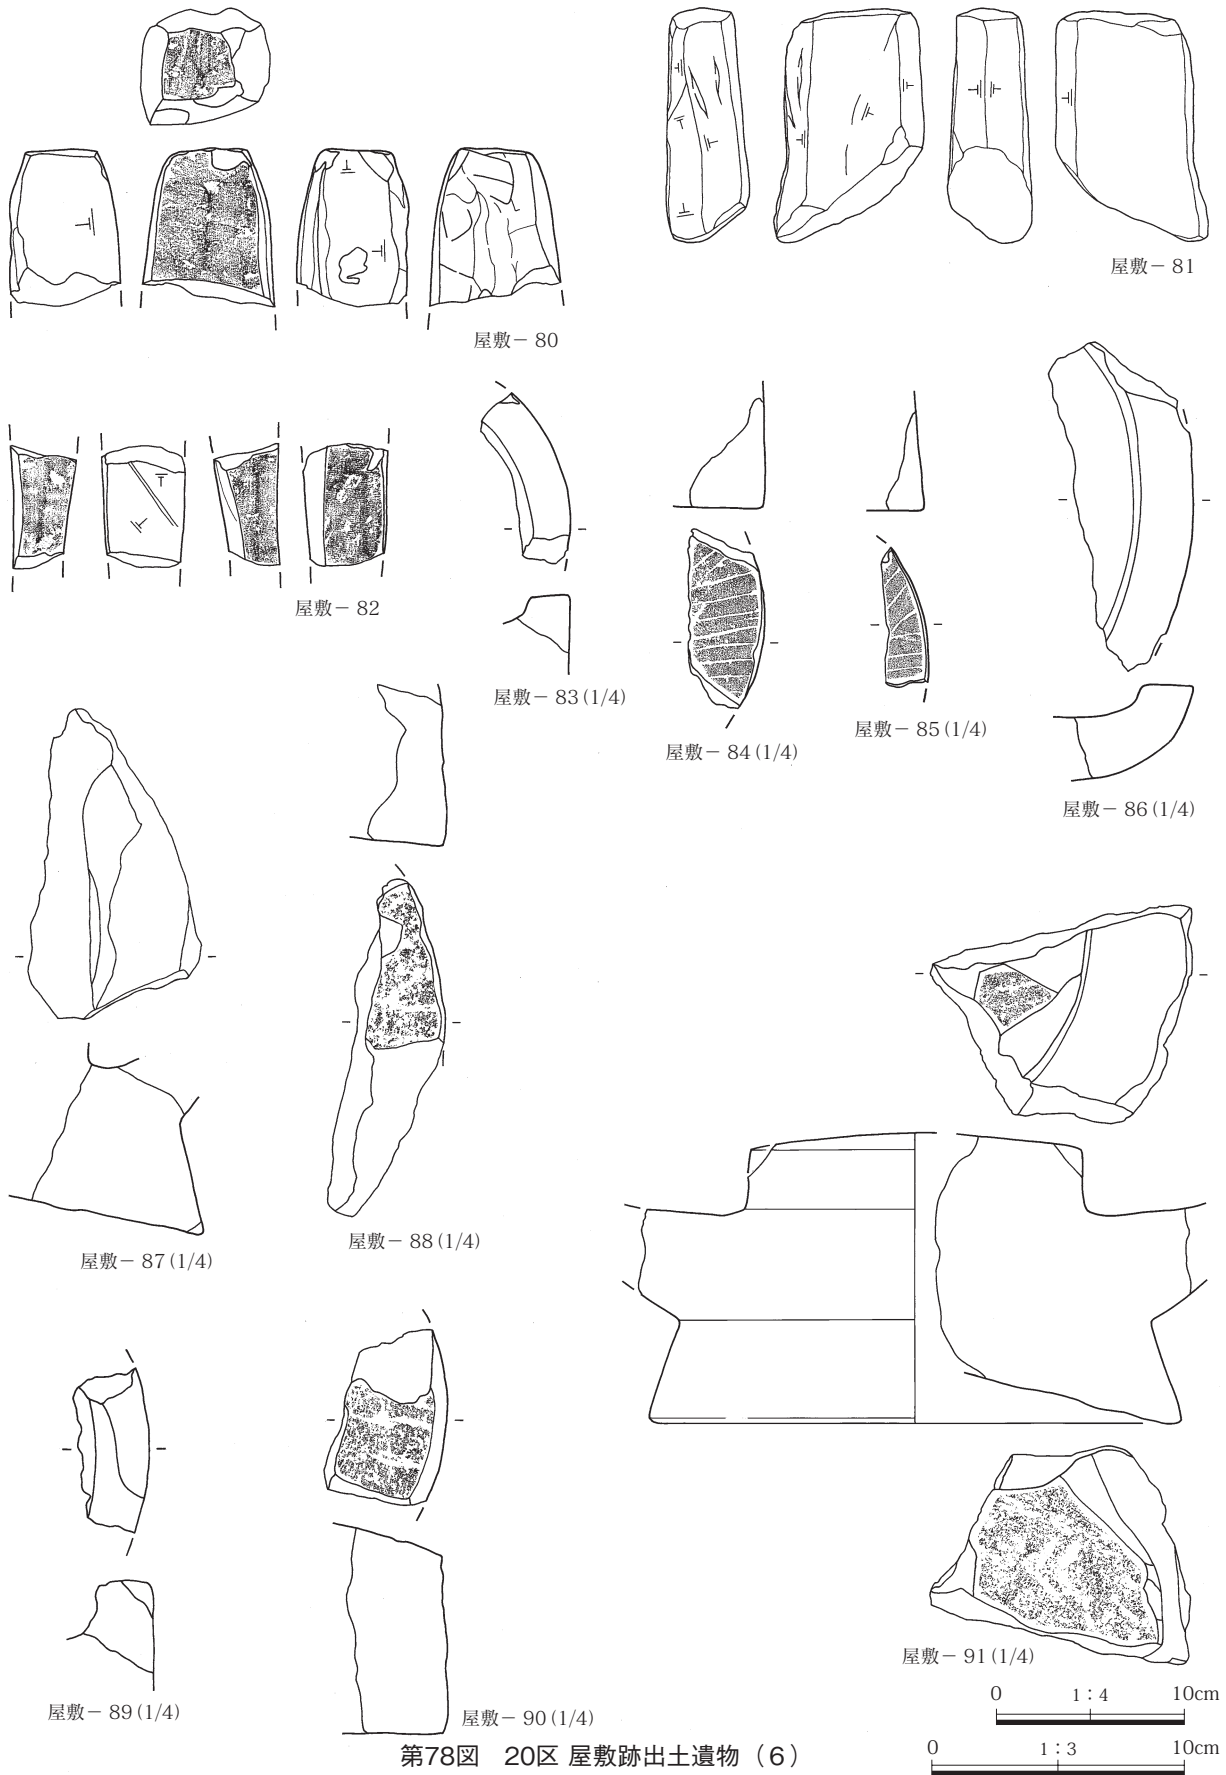 屋敷－80
屋敷－81
屋敷－82
屋敷－83(1/4)
屋敷－84(1/4)
屋敷－85(1/4)
屋敷－86(1/4)
屋敷－87(1/4)
屋敷－88(1/4)
屋敷－89(1/4)
屋敷－90(1/4)
屋敷－91(1/4)
0 1：4 10cm
0 1：3 10cm
第78図　20区 屋敷跡出土遺物（6）